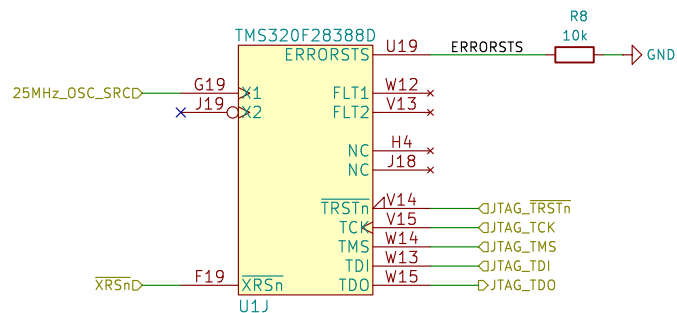 TMS320F28388D
R8
10k
GND
ERRORSTS U19 ERRORSTS
25MHz_OSC_SRC G19 X1
J19 X2
FLT1 W12
FLT2 V13
NC H4
NC J18
TRSTn V14 JTAG_TRSTn
TCK V15 JTAG_TCK
TMS W14 JTAG_TMS
TDI W13 JTAG_TDI
XRSn F19 XRSn
TDO W15 JTAG_TDO
U1J